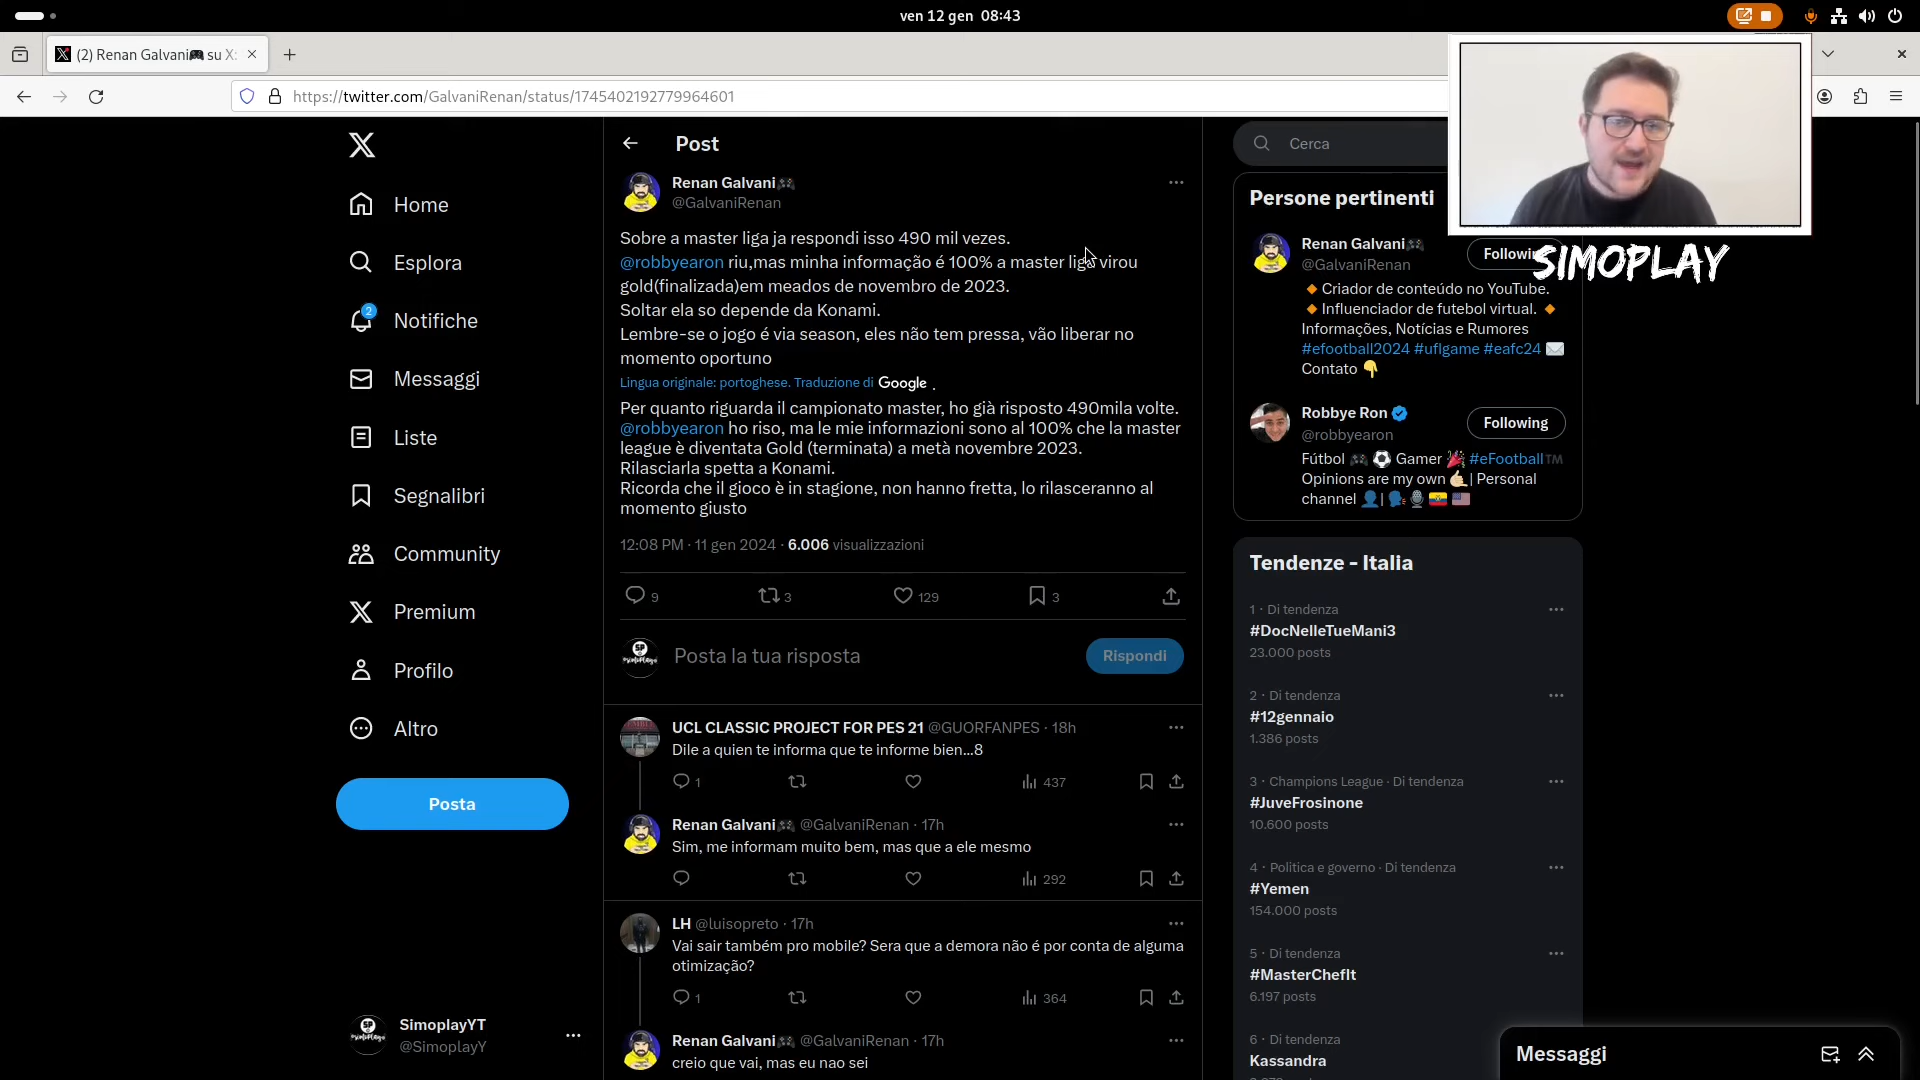 ven 12 gen  08:43
(2) Renan Galvani🎮 su X:
https://twitter.com/GalvaniRenan/status/1745402192779964601
Home
Esplora
2
Notifiche
Messaggi
Liste
Segnalibri
Community
Premium
Profilo
Altro
Posta
SimoplayYT
@SimoplayY
Post
Renan Galvani🎮
@GalvaniRenan
Sobre a master liga ja respondi isso 490 mil vezes.
@robbyearon riu,mas minha informação é 100% a master liga virou
gold(finalizada)em meados de novembro de 2023.
Soltar ela so depende da Konami.
Lembre-se o jogo é via season, eles não tem pressa, vão liberar no
momento oportuno
Lingua originale: portoghese. Traduzione di Google .
Per quanto riguarda il campionato master, ho già risposto 490mila volte.
@robbyearon ho riso, ma le mie informazioni sono al 100% che la master
league è diventata Gold (terminata) a metà novembre 2023.
Rilasciarla spetta a Konami.
Ricorda che il gioco è in stagione, non hanno fretta, lo rilasceranno al
momento giusto
12:08 PM · 11 gen 2024 · 6.006 visualizzazioni
9 3 129 3
Posta la tua risposta
Rispondi
UCL CLASSIC PROJECT FOR PES 21 @GUORFANPES · 18h
Dile a quien te informa que te informe bien...8
1 437
Renan Galvani🎮 @GalvaniRenan · 17h
Sim, me informam muito bem, mas que a ele mesmo
292
LH @luisopreto · 17h
Vai sair também pro mobile? Sera que a demora não é por conta de alguma
otimização?
1 364
Renan Galvani🎮 @GalvaniRenan · 17h
creio que vai, mas eu nao sei
Cerca
SIMOPLAY
Persone pertinenti
Renan Galvani🎮
@GalvaniRenan
Following
🔸Criador de conteúdo no YouTube.
🔸Influenciador de futebol virtual. 🔸
Informações, Notícias e Rumores
#efootball2024 #uflgame #eafc24 ✉️
Contato 👇
Robbye Ron
@robbyearon
Following
Fútbol 🎮 ⚽ Gamer 🎉 #eFootball™️
Opinions are my own 🤙🏻| Personal
channel 👤| 🗣️🎙️🇪🇨 🇺🇸
Tendenze - Italia
1 · Di tendenza
#DocNelleTueMani3
23.000 posts
2 · Di tendenza
#12gennaio
1.386 posts
3 · Champions League · Di tendenza
#JuveFrosinone
10.600 posts
4 · Politica e governo · Di tendenza
#Yemen
154.000 posts
5 · Di tendenza
#MasterChefIt
6.197 posts
6 · Di tendenza
Kassandra
Messaggi